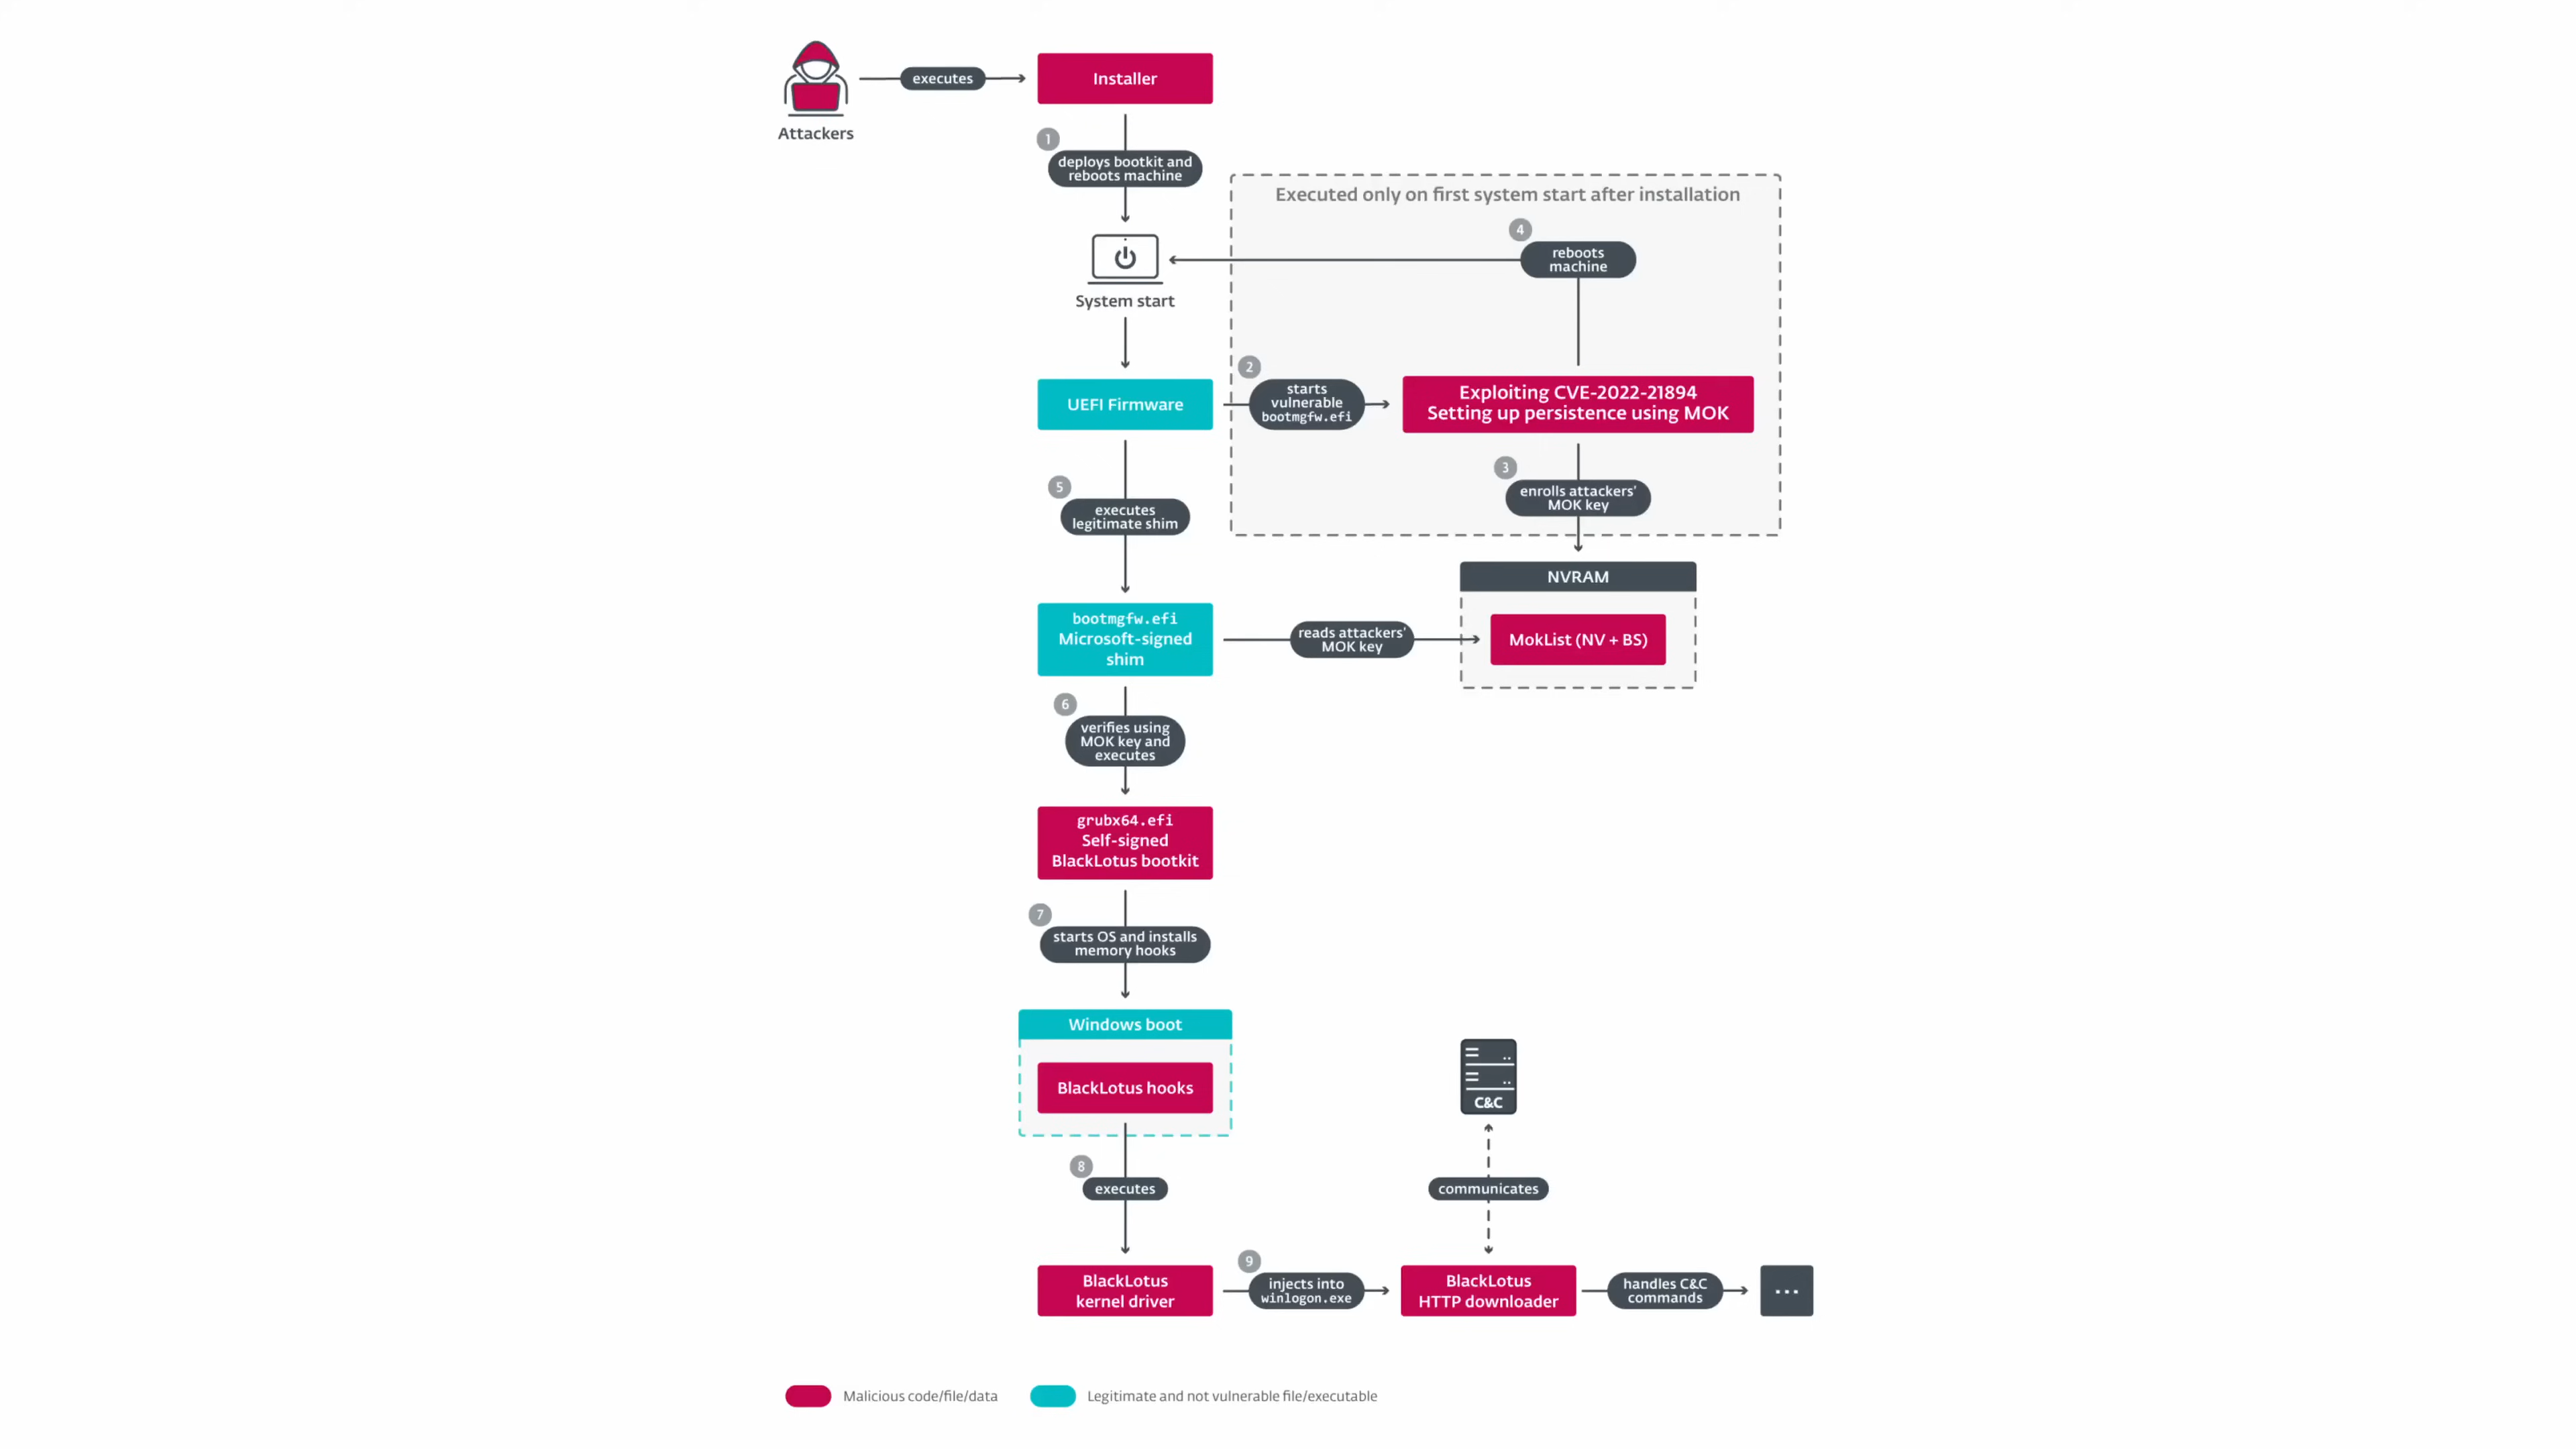 executes
Installer
Attackers
1
deploys bootkit and
reboots machine
Executed only on first system start after installation
4
reboots
machine
System start
2
starts
vulnerable
bootmgfw.efi
UEFI Firmware
Exploiting CVE-2022-21894
Setting up persistence using MOK
3
enrolls attackers'
MOK key
5
executes
legitimate shim
NVRAM
bootmgfw.efi
Microsoft-signed
shim
reads attackers'
MOK key
MokList (NV + BS)
6
verifies using
MOK key and
executes
grubx64.efi
Self-signed
BlackLotus bootkit
7
starts OS and installs
memory hooks
Windows boot
BlackLotus hooks
C&C
8
executes
communicates
BlackLotus
kernel driver
9
injects into
winlogon.exe
BlackLotus
HTTP downloader
handles C&C
commands
...
Malicious code/file/data
Legitimate and not vulnerable file/executable